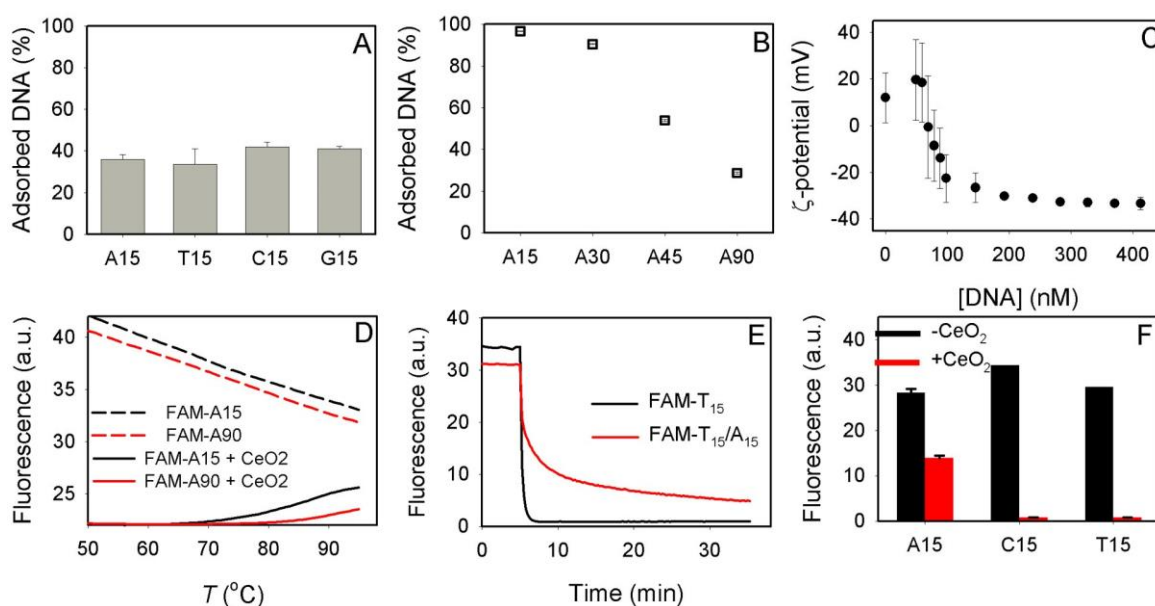 A
Adsorbed DNA (%)
100
80
60
40
20
0
A15 T15 C15 G15
B
Adsorbed DNA (%)
100
80
60
40
20
0
A15 A30 A45 A90
C
ζ-potential (mV)
40
20
0
-20
-40
0 100 200 300 400
[DNA] (nM)
D
Fluorescence (a.u.)
40
35
30
25
FAM-A15
FAM-A90
FAM-A15 + CeO2
FAM-A90 + CeO2
50 60 70 80 90
T (°C)
E
Fluorescence (a.u.)
40
30
20
10
0
FAM-T₁₅
FAM-T₁₅/A₁₅
0 10 20 30
Time (min)
F
Fluorescence (a.u.)
40
30
20
10
0
-CeO₂
+CeO₂
A15 C15 T15